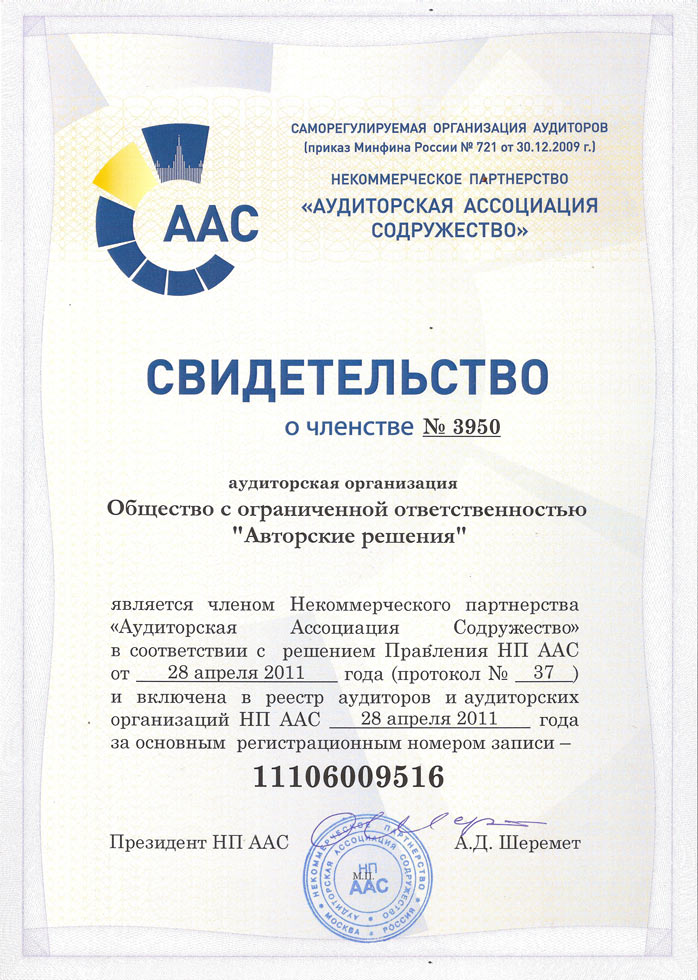 САМОРЕГУЛИРУЕМАЯ ОРГАНИЗАЦИЯ АУДИТОРОВ
(приказ Минфина России № 721 от 30.12.2009 г.)
НЕКОММЕРЧЕСКОЕ ПАРТНЕРСТВО
«АУДИТОРСКАЯ АССОЦИАЦИЯ
СОДРУЖЕСТВО»
ААС
СВИДЕТЕЛЬСТВО
о членстве № 3950
аудиторская организация
Общество с ограниченной ответственностью
"Авторские решения"
является членом Некоммерческого партнерства
«Аудиторская Ассоциация Содружество»
в соответствии с решением Правления НП ААС
от 28 апреля 2011 года (протокол № 37 )
и включена в реестр аудиторов и аудиторских
организаций НП ААС 28 апреля 2011 года
за основным регистрационным номером записи –
11106009516
Президент НП ААС А.Д. Шеремет
НЕКОММЕРЧЕСКОЕ ПАРТНЕРСТВО
АУДИТОРСКАЯ АССОЦИАЦИЯ СОДРУЖЕСТВО
НП
М.П.
ААС
МОСКВА РОССИЯ